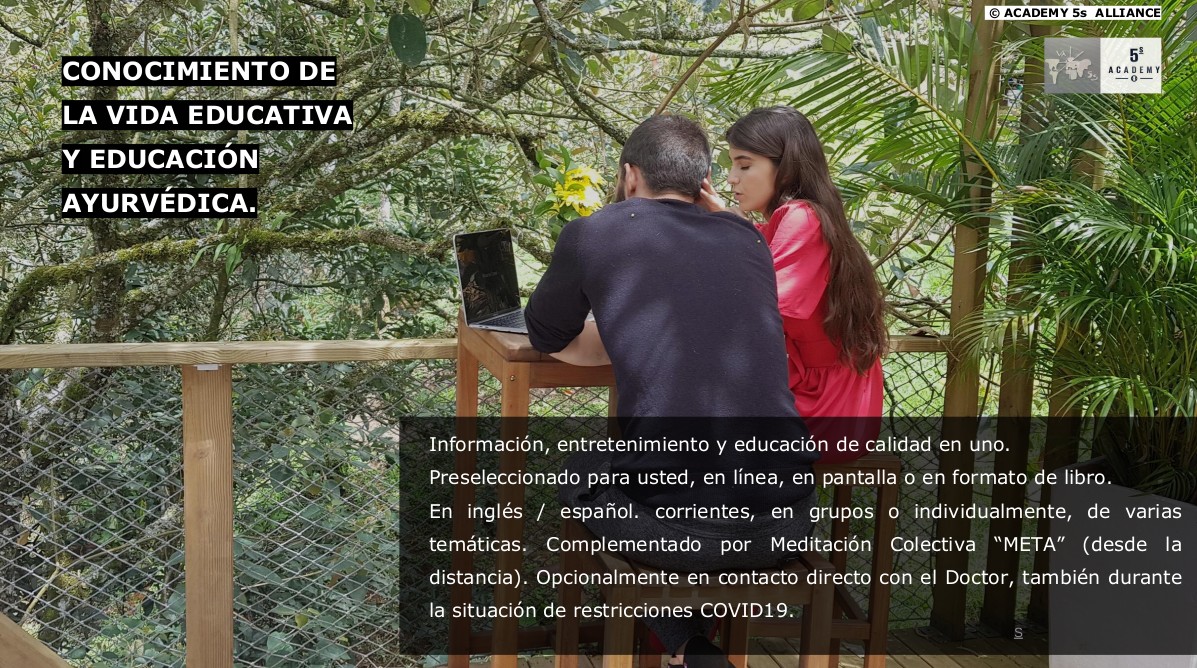 © ACADEMY 5s ALLIANCE
5S
ACADEMY
CONOCIMIENTO DE
LA VIDA EDUCATIVA
Y EDUCACIÓN
AYURVÉDICA.
Información, entretenimiento y educación de calidad en uno.
Preseleccionado para usted, en línea, en pantalla o en formato de libro.
En inglés / español. corrientes, en grupos o individualmente, de varias
temáticas. Complementado por Meditación Colectiva “META” (desde la
distancia). Opcionalmente en contacto directo con el Doctor, también durante
la situación de restricciones COVID19.
S